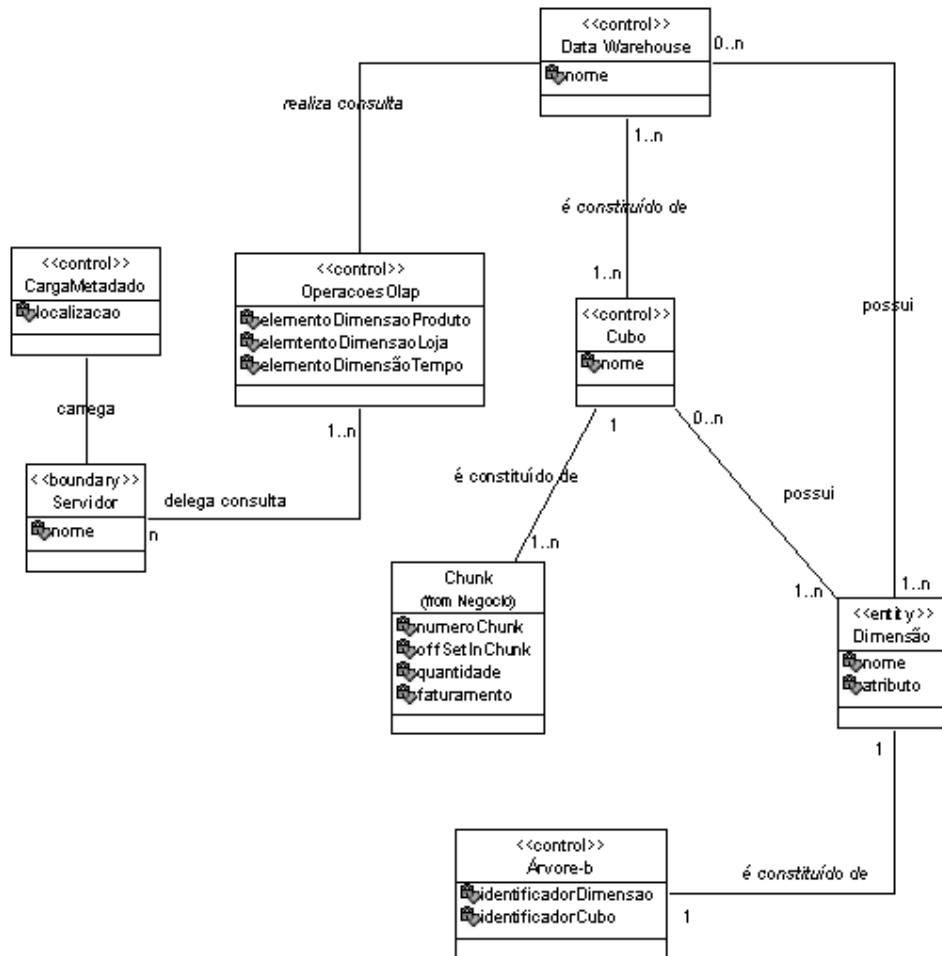 <<control>>
Data Warehouse
nome
0..n
realiza consulta
1..n
é constituído de
<<control>>
CargaMetadado
localizacao
<<control>>
OperacoesOlap
elementoDimensaoProduto
elemtentoDimensaoLoja
elementoDimensãoTempo
1..n
<<control>>
Cubo
nome
possui
carrega
1..n
1
0..n
<<boundary>>
Servidor
nome
n
delega consulta
é constituído de
possui
1..n
Chunk
(from Negocio)
numeroChunk
offSetInChunk
quantidade
faturamento
1..n
1..n
<<entity>>
Dimensão
nome
atributo
1
<<control>>
Árvore-b
identificadorDimensao
identificadorCubo
é constituído de
1